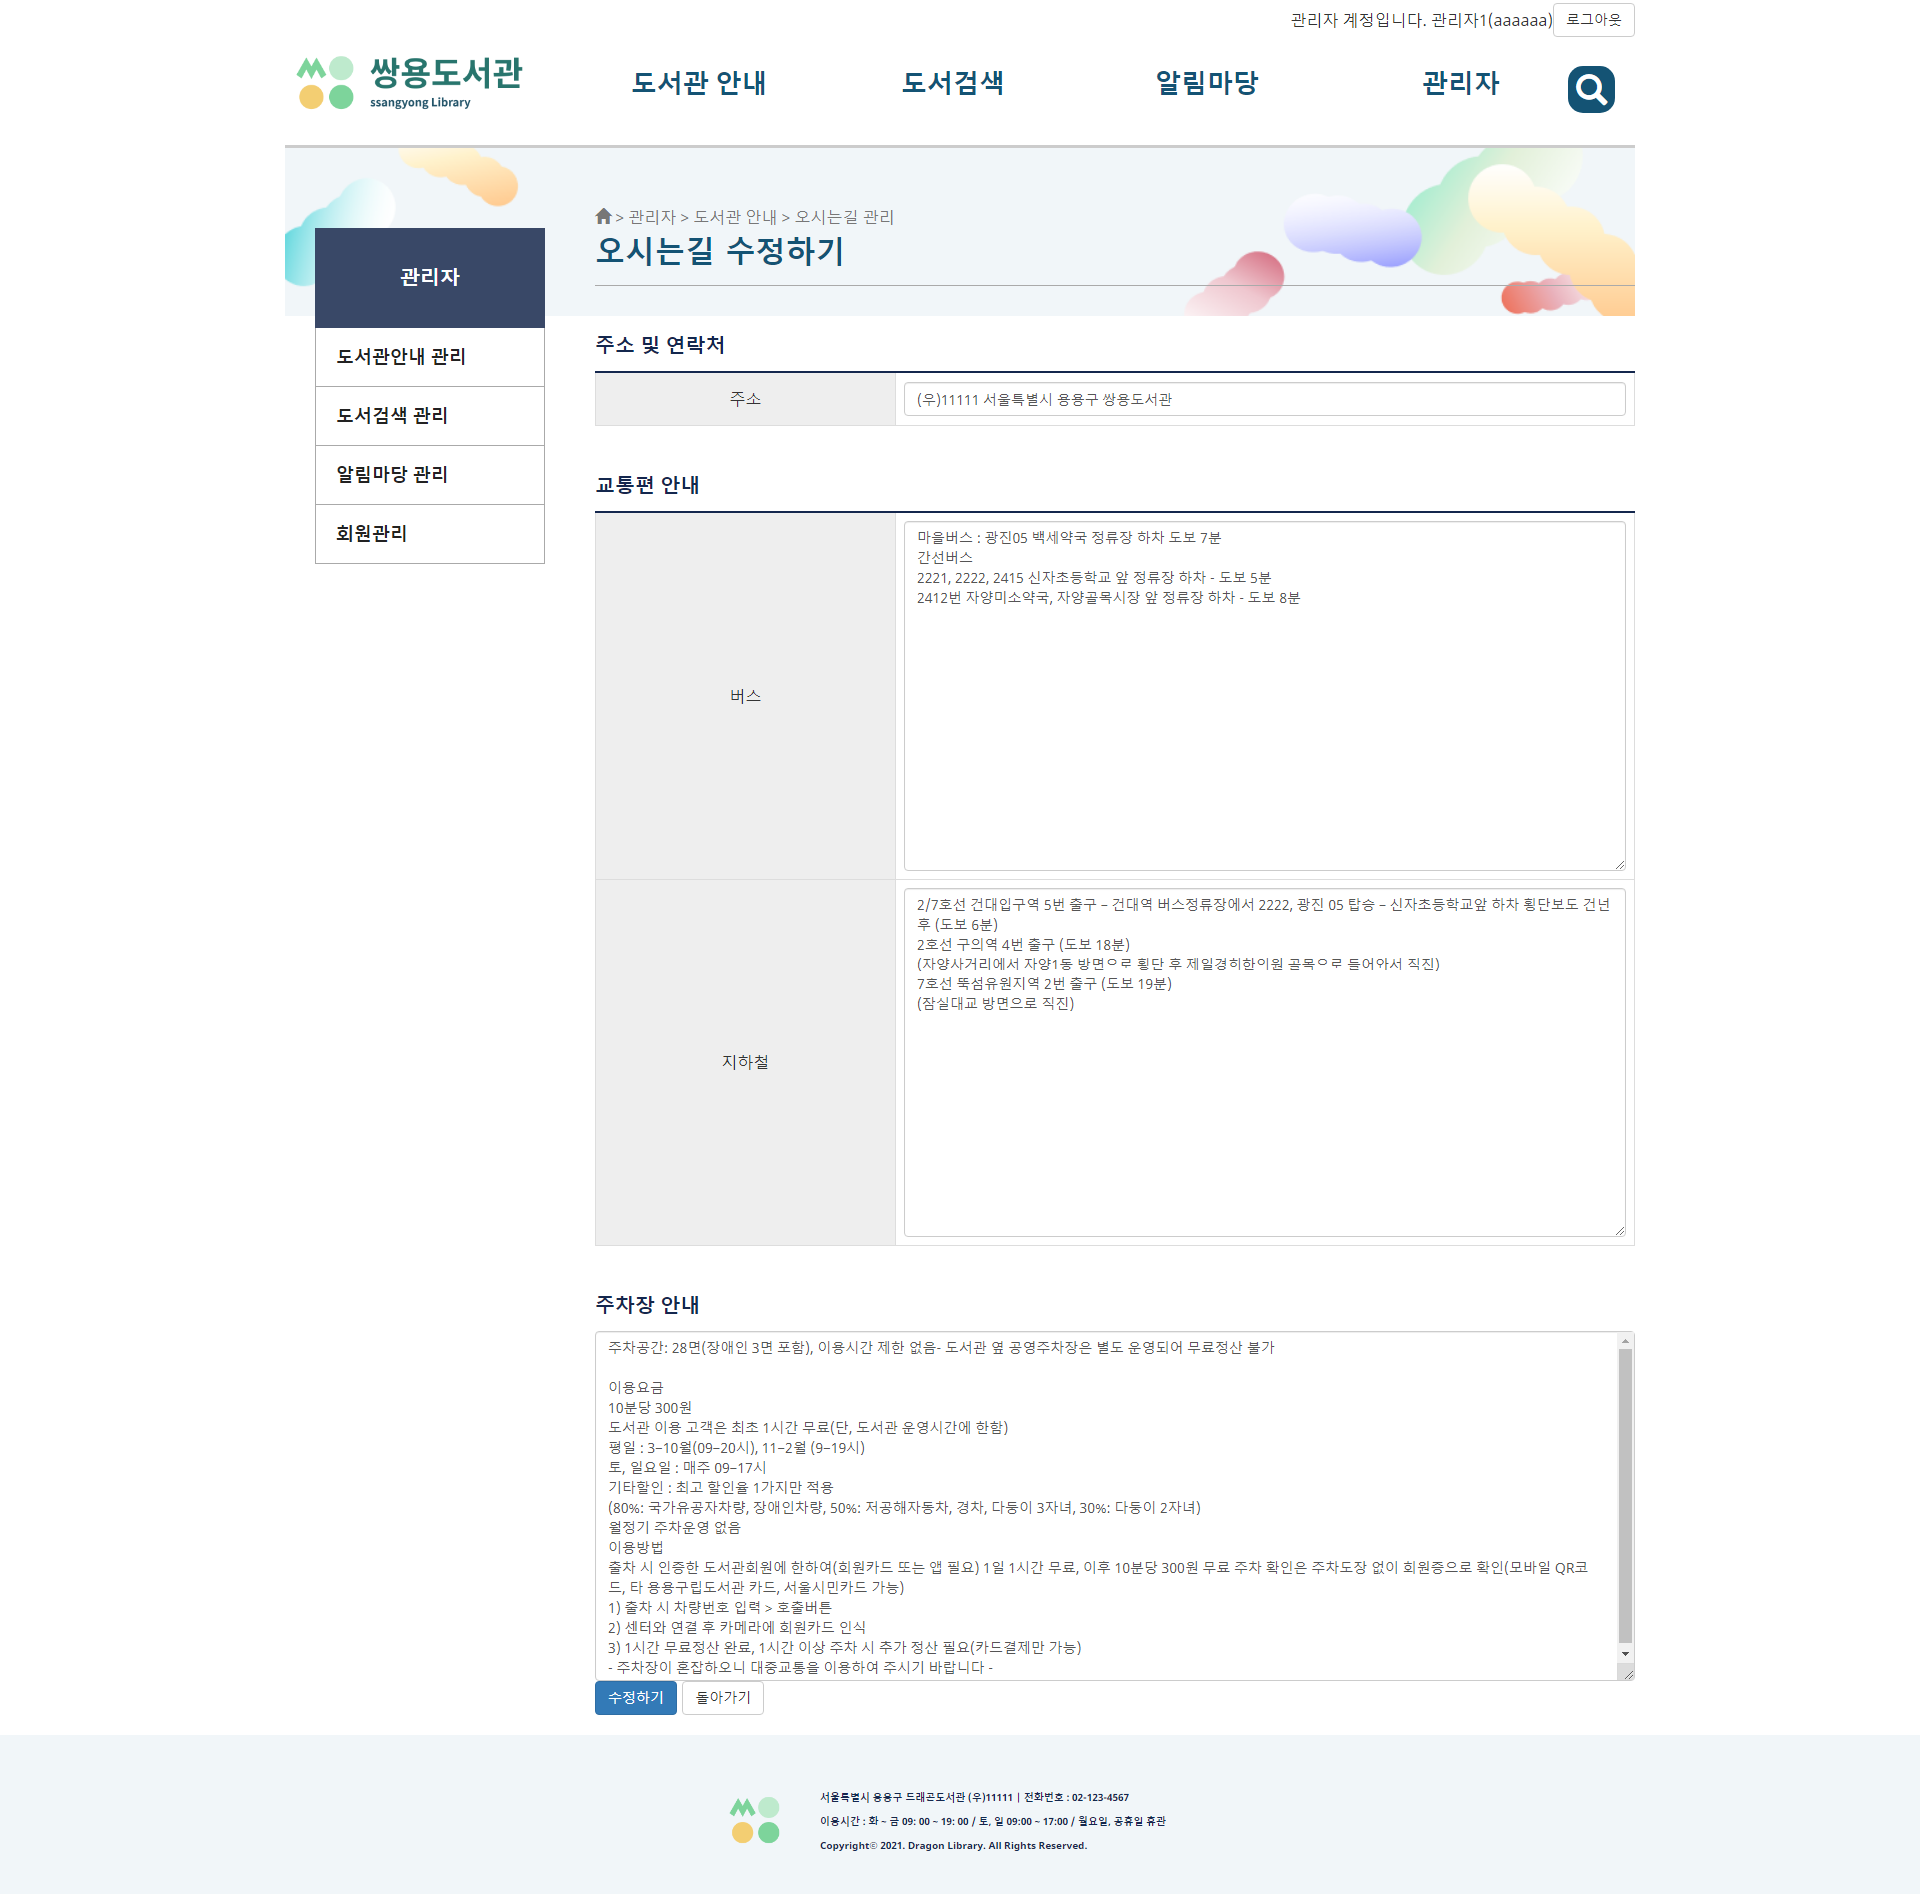 관리자 계정입니다. 관리자1(aaaaaa) 로그아웃
쌍용도서관
ssangyong Library
도서관 안내 도서검색 알림마당 관리자
> 관리자 > 도서관 안내 > 오시는길 관리
오시는길 수정하기
관리자
도서관안내 관리
도서검색 관리
알림마당 관리
회원관리
주소 및 연락처
주소 (우)11111 서울특별시 용용구 쌍용도서관
교통편 안내
버스
마을버스 : 광진05 백세약국 정류장 하차 도보 7분
간선버스
2221, 2222, 2415 신자초등학교 앞 정류장 하차 - 도보 5분
2412번 자양미소약국, 자양골목시장 앞 정류장 하차 - 도보 8분
지하철
2/7호선 건대입구역 5번 출구 – 건대역 버스정류장에서 2222, 광진 05 탑승 – 신자초등학교앞 하차 횡단보도 건넌
후 (도보 6분)
2호선 구의역 4번 출구 (도보 18분)
(자양사거리에서 자양1동 방면으로 횡단 후 제일경희한의원 골목으로 들어와서 직진)
7호선 뚝섬유원지역 2번 출구 (도보 19분)
(잠실대교 방면으로 직진)
주차장 안내
주차공간: 28면(장애인 3면 포함), 이용시간 제한 없음- 도서관 옆 공영주차장은 별도 운영되어 무료정산 불가
이용요금
10분당 300원
도서관 이용 고객은 최초 1시간 무료(단, 도서관 운영시간에 한함)
평일 : 3–10월(09–20시), 11–2월 (9–19시)
토, 일요일 : 매주 09–17시
기타할인 : 최고 할인율 1가지만 적용
(80%: 국가유공자차량, 장애인차량, 50%: 저공해자동차, 경차, 다둥이 3자녀, 30%: 다둥이 2자녀)
월정기 주차운영 없음
이용방법
출차 시 인증한 도서관회원에 한하여(회원카드 또는 앱 필요) 1일 1시간 무료, 이후 10분당 300원 무료 주차 확인은 주차도장 없이 회원증으로 확인(모바일 QR코
드, 타 용용구립도서관 카드, 서울시민카드 가능)
1) 출차 시 차량번호 입력 > 호출버튼
2) 센터와 연결 후 카메라에 회원카드 인식
3) 1시간 무료정산 완료, 1시간 이상 주차 시 추가 정산 필요(카드결제만 가능)
- 주차장이 혼잡하오니 대중교통을 이용하여 주시기 바랍니다 -
수정하기 돌아가기
서울특별시 용용구 드래곤도서관 (우)11111 | 전화번호 : 02-123-4567
이용시간 : 화 ~ 금 09: 00 ~ 19: 00 / 토, 일 09:00 ~ 17:00 / 월요일, 공휴일 휴관
Copyright© 2021. Dragon Library. All Rights Reserved.